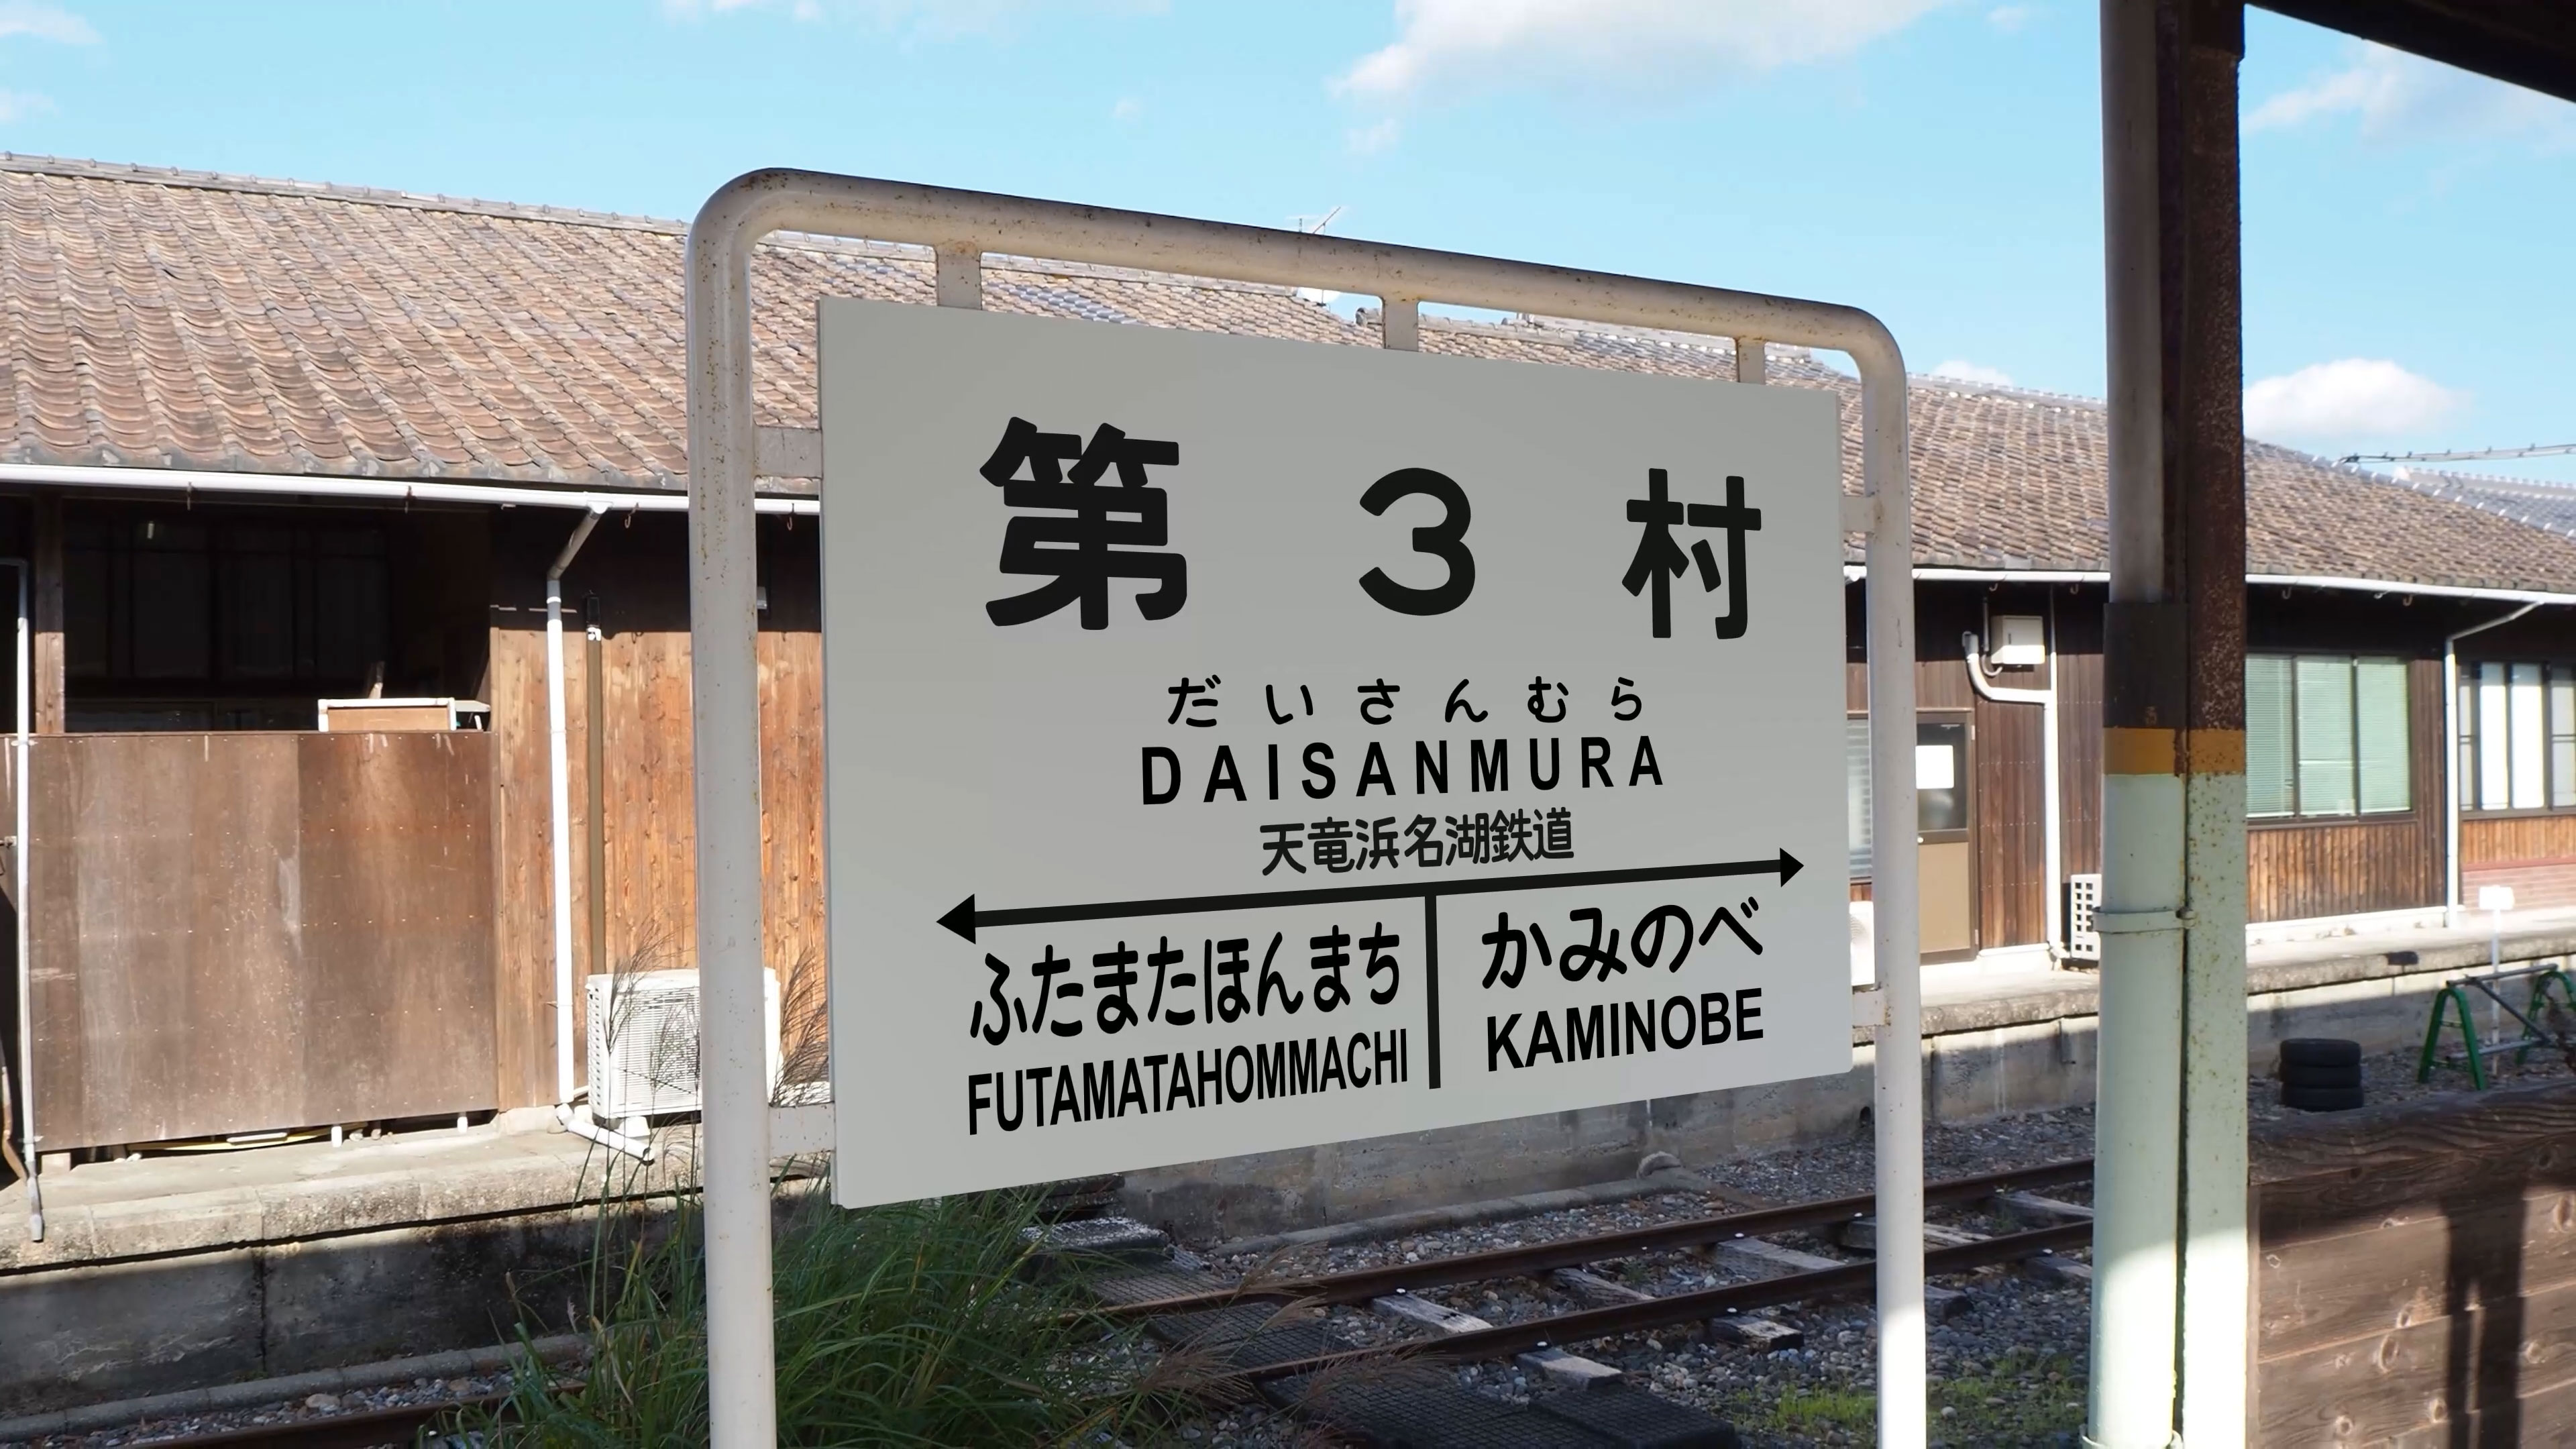 第3村
だいさんむら
DAISANMURA
天竜浜名湖鉄道
ふたまたほんまち かみのべ
FUTAMATAHOMMACHI KAMINOBE